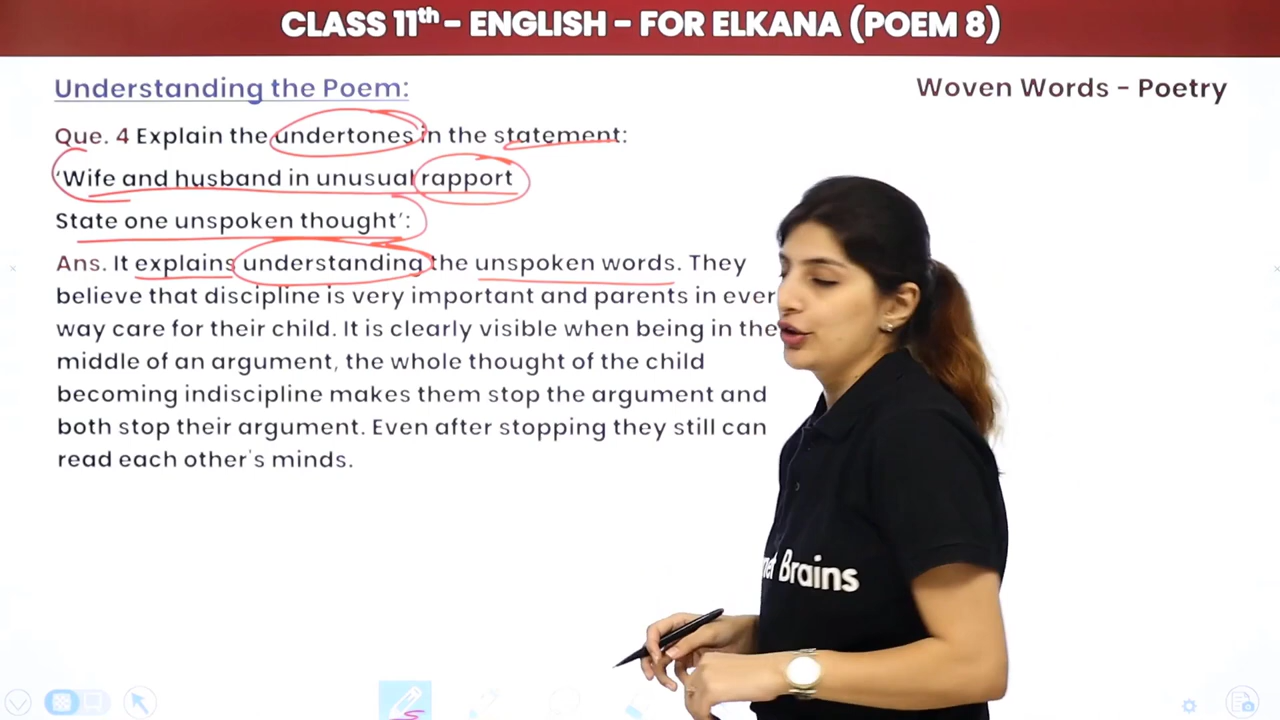 CLASS 11th - ENGLISH - FOR ELKANA (POEM 8)
Understanding the Poem:
Woven Words - Poetry
Que. 4 Explain the undertones in the statement:
‘Wife and husband in unusual rapport
State one unspoken thought’:
Ans. It explains understanding the unspoken words. They
believe that discipline is very important and parents in ever
way care for their child. It is clearly visible when being in the
middle of an argument, the whole thought of the child
becoming indiscipline makes them stop the argument and
both stop their argument. Even after stopping they still can
read each other's minds.
Brains